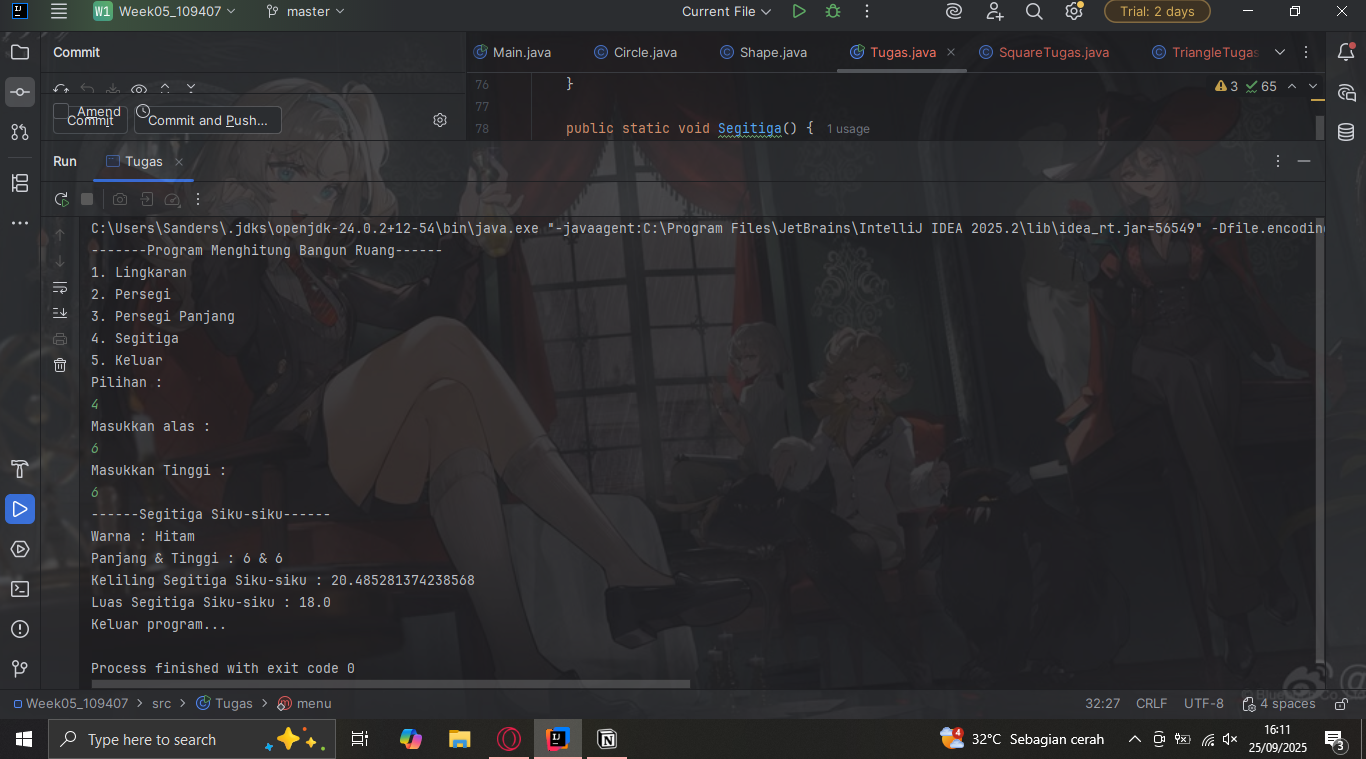 W1 Week05_109407 master Current File Trial: 2 days
Commit
Main.java Circle.java Shape.java Tugas.java SquareTugas.java TriangleTugas
76 }
3 65
Amend
Commit Commit and Push...
77
78 public static void Segitiga() { 1 usage
Run Tugas
C:\Users\Sanders\.jdks\openjdk-24.0.2+12-54\bin\java.exe "-javaagent:C:\Program Files\JetBrains\IntelliJ IDEA 2025.2\lib\idea_rt.jar=56549" -Dfile.encoding
-------Program Menghitung Bangun Ruang------
1. Lingkaran
2. Persegi
3. Persegi Panjang
4. Segitiga
5. Keluar
Pilihan :
4
Masukkan alas :
6
Masukkan Tinggi :
6
------Segitiga Siku-siku------
Warna : Hitam
Panjang & Tinggi : 6 & 6
Keliling Segitiga Siku-siku : 20.485281374238568
Luas Segitiga Siku-siku : 18.0
Keluar program...
Process finished with exit code 0
Week05_109407 > src > Tugas > menu 32:27 CRLF UTF-8 4 spaces
Type here to search 4 32°C Sebagian cerah 16:11
25/09/2025 3